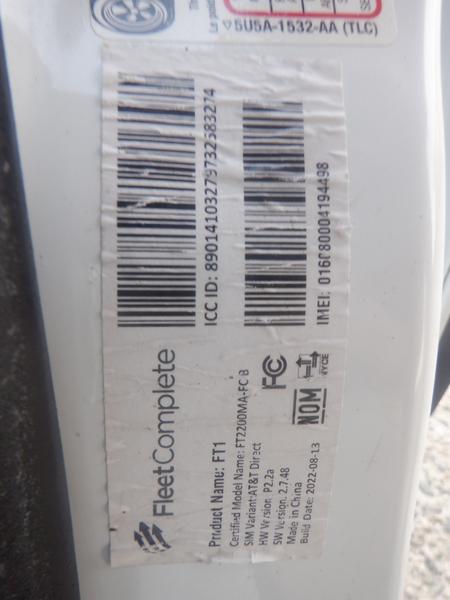 5U5A-1532-AA (TLC)
FleetComplete
Product Name: FT1
Certified Model Name: FT2200MA-FC B
SIM Variant:AT&T Direct
HW Version P2.2a
SW Version. 2.7.48
Made in China
Build Date: 2022-08-13
FC
NOM
NYCE
ICC ID: 89014103279732583274
IMEI: 016080004194498